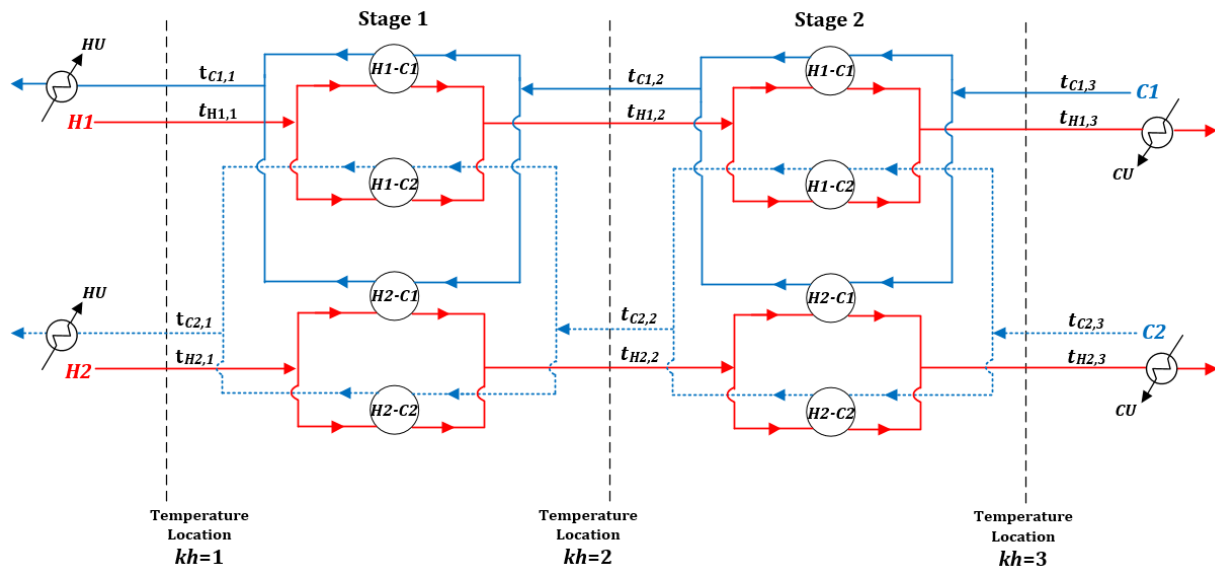 Stage 1
Stage 2
HU
tC1,1
tH1,1
H1
H1-C1
H1-C2
tC1,2
tH1,2
H1-C1
H1-C2
tC1,3
C1
tH1,3
CU
HU
tC2,1
tH2,1
H2
H2-C1
H2-C2
tC2,2
tH2,2
H2-C1
H2-C2
tC2,3
C2
tH2,3
CU
Temperature
Location
kh=1
Temperature
Location
kh=2
Temperature
Location
kh=3